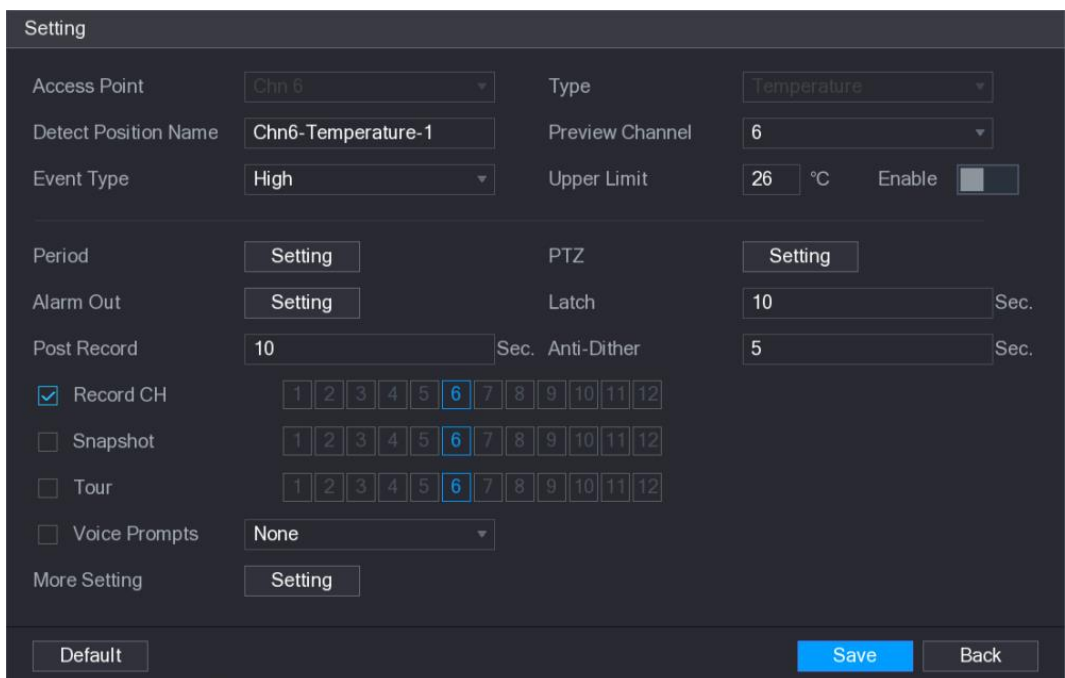 Setting
Access Point Chn 6 Type Temperature
Detect Position Name Chn6-Temperature-1 Preview Channel 6
Event Type High Upper Limit 26 °C Enable
Period Setting PTZ Setting
Alarm Out Setting Latch 10 Sec.
Post Record 10 Sec. Anti-Dither 5 Sec.
Record CH 1 2 3 4 5 6 7 8 9 10 11 12
Snapshot 1 2 3 4 5 6 7 8 9 10 11 12
Tour 1 2 3 4 5 6 7 8 9 10 11 12
Voice Prompts None
More Setting Setting
Default Save Back